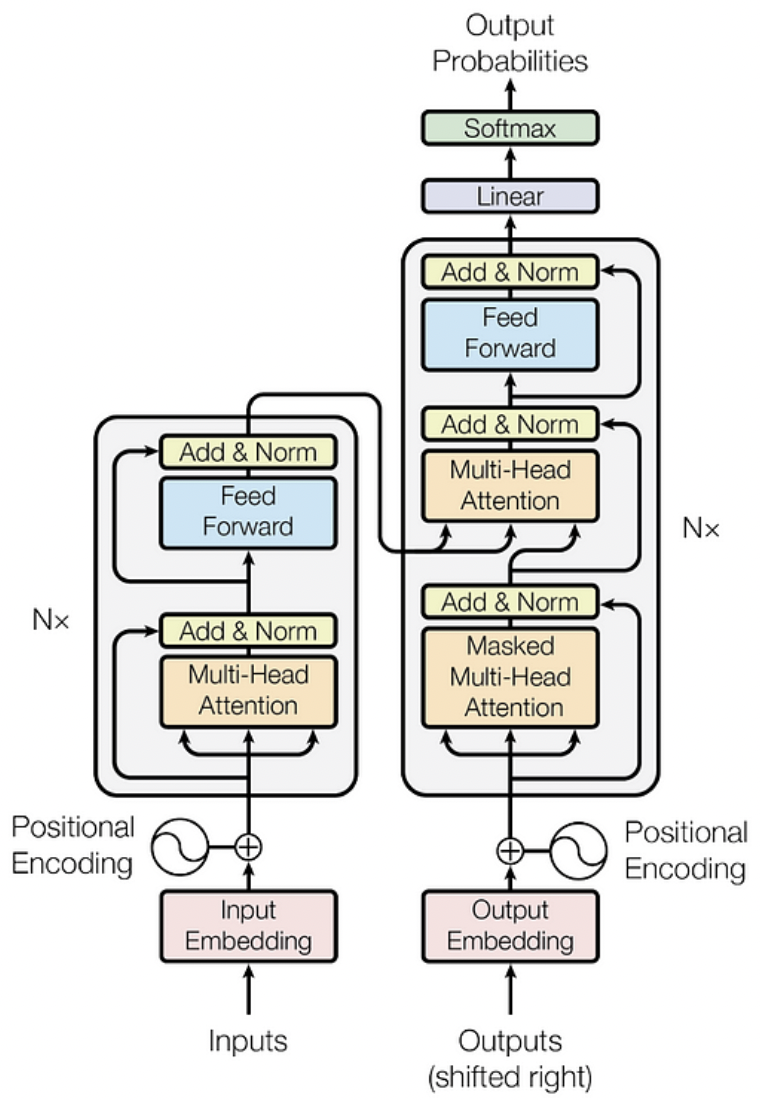 Output
Probabilities
Softmax
Linear
Add & Norm
Feed
Forward
Add & Norm
Multi-Head
Attention
Nx
Add & Norm
Masked
Multi-Head
Attention
Add & Norm
Feed
Forward
Nx
Add & Norm
Multi-Head
Attention
Positional
Encoding
Positional
Encoding
Input
Embedding
Output
Embedding
Inputs
Outputs
(shifted right)